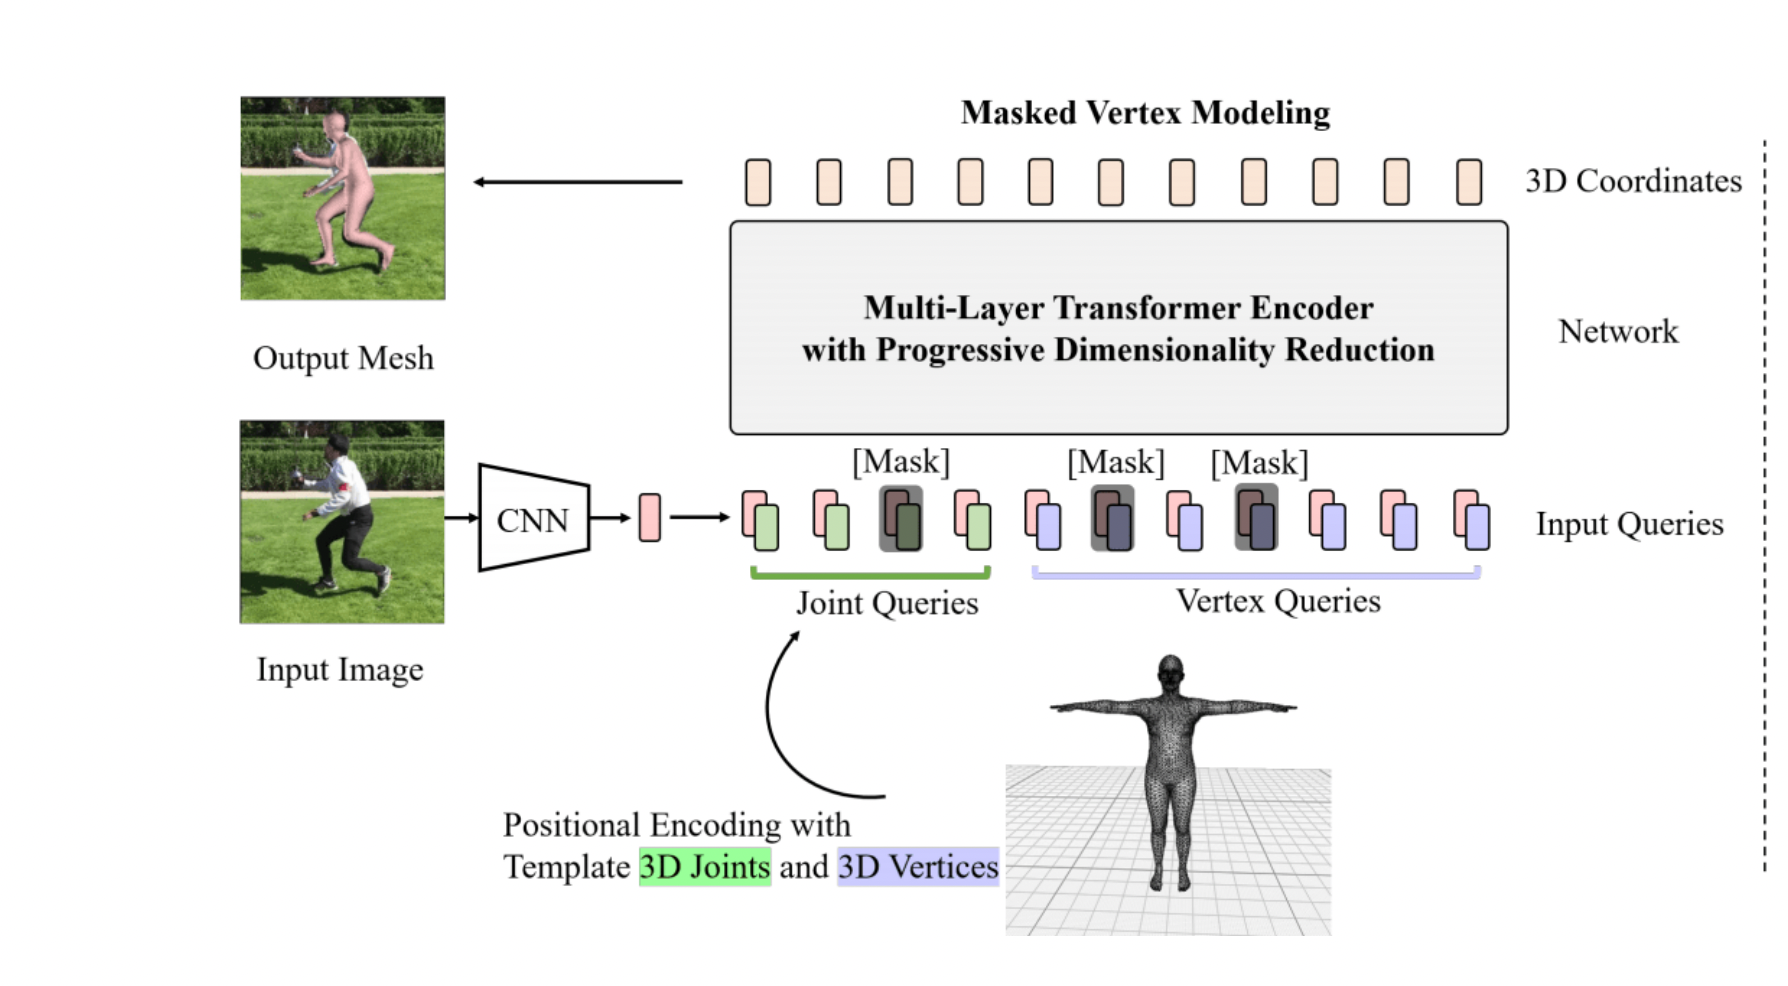 Masked Vertex Modeling
3D Coordinates
Multi-Layer Transformer Encoder
with Progressive Dimensionality Reduction
Network
Output Mesh
[Mask] [Mask] [Mask]
CNN
Input Queries
Joint Queries
Vertex Queries
Input Image
Positional Encoding with
Template 3D Joints and 3D Vertices